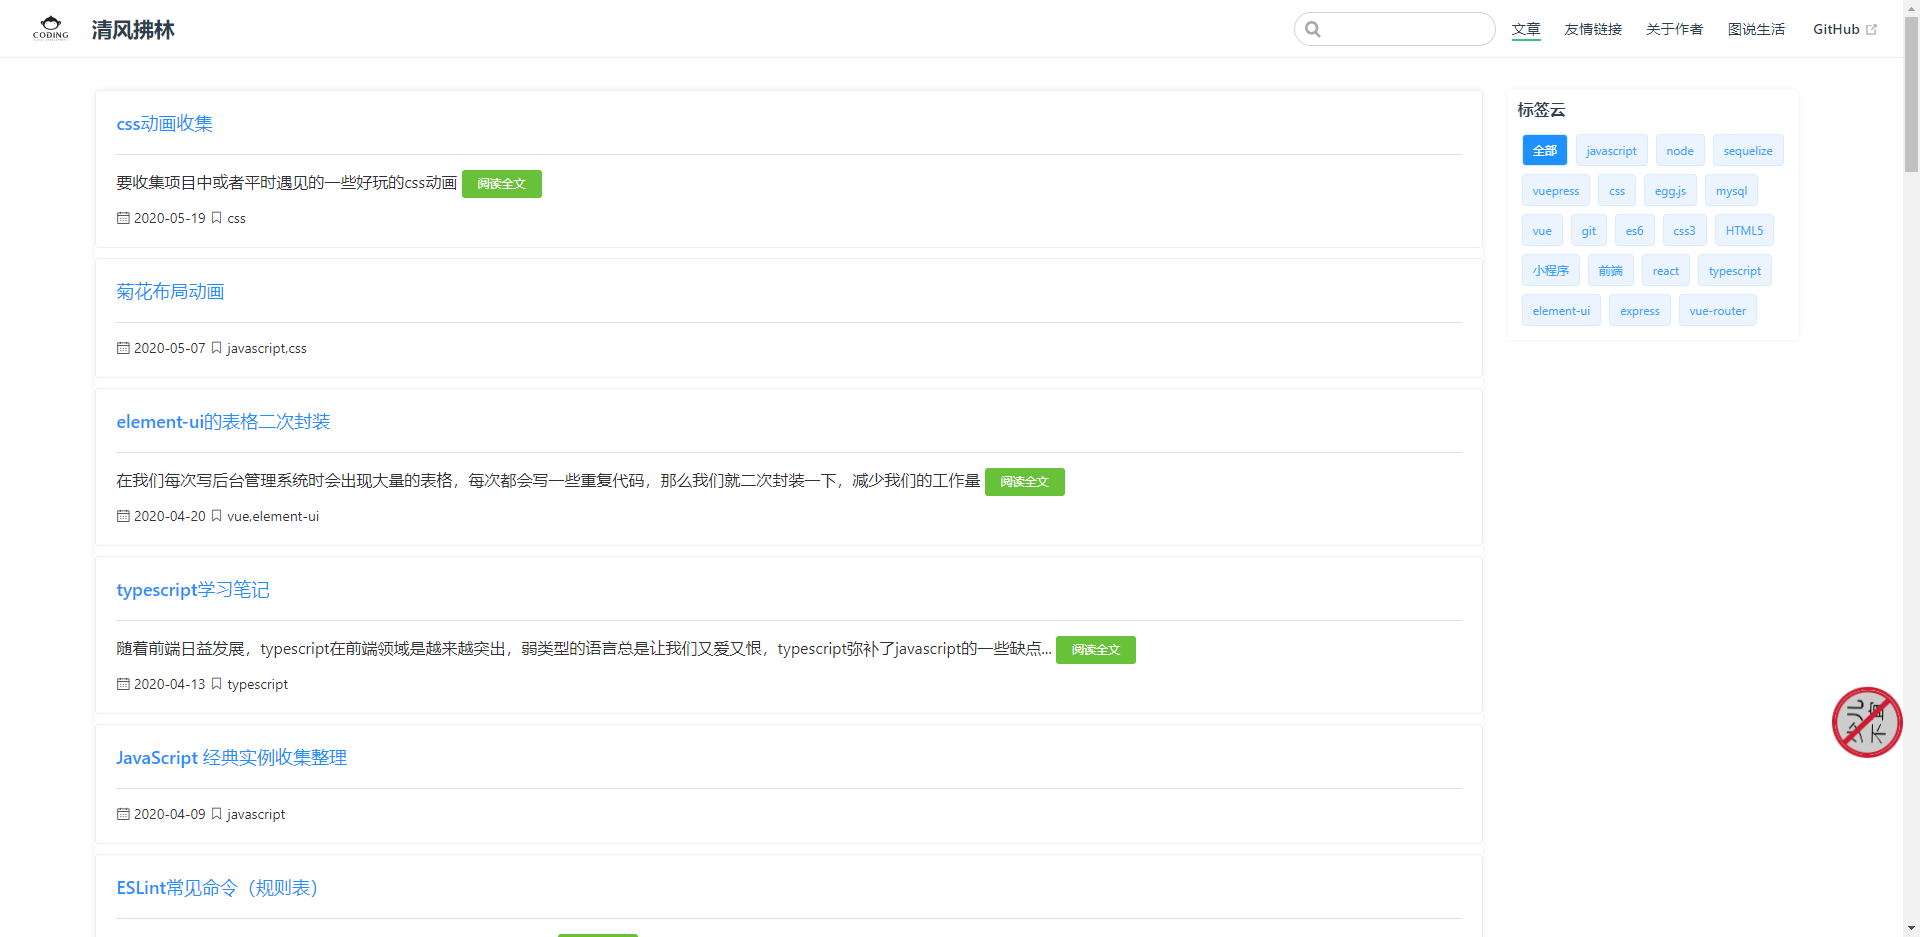 CODING
清风拂林
文章 友情链接 关于作者 图说生活 GitHub
css动画收集
要收集项目中或者平时遇见的一些好玩的css动画 阅读全文
2020-05-19 css
菊花布局动画
2020-05-07 javascript,css
element-ui的表格二次封装
在我们每次写后台管理系统时会出现大量的表格，每次都会写一些重复代码，那么我们就二次封装一下，减少我们的工作量 阅读全文
2020-04-20 vue,element-ui
typescript学习笔记
随着前端日益发展，typescript在前端领域是越来越突出，弱类型的语言总是让我们又爱又恨，typescript弥补了javascript的一些缺点... 阅读全文
2020-04-13 typescript
JavaScript 经典实例收集整理
2020-04-09 javascript
ESLint常见命令（规则表）
标签云
全部 javascript node sequelize
vuepress css egg.js mysql
vue git es6 css3 HTML5
小程序 前端 react typescript
element-ui express vue-router
少儿
不宜